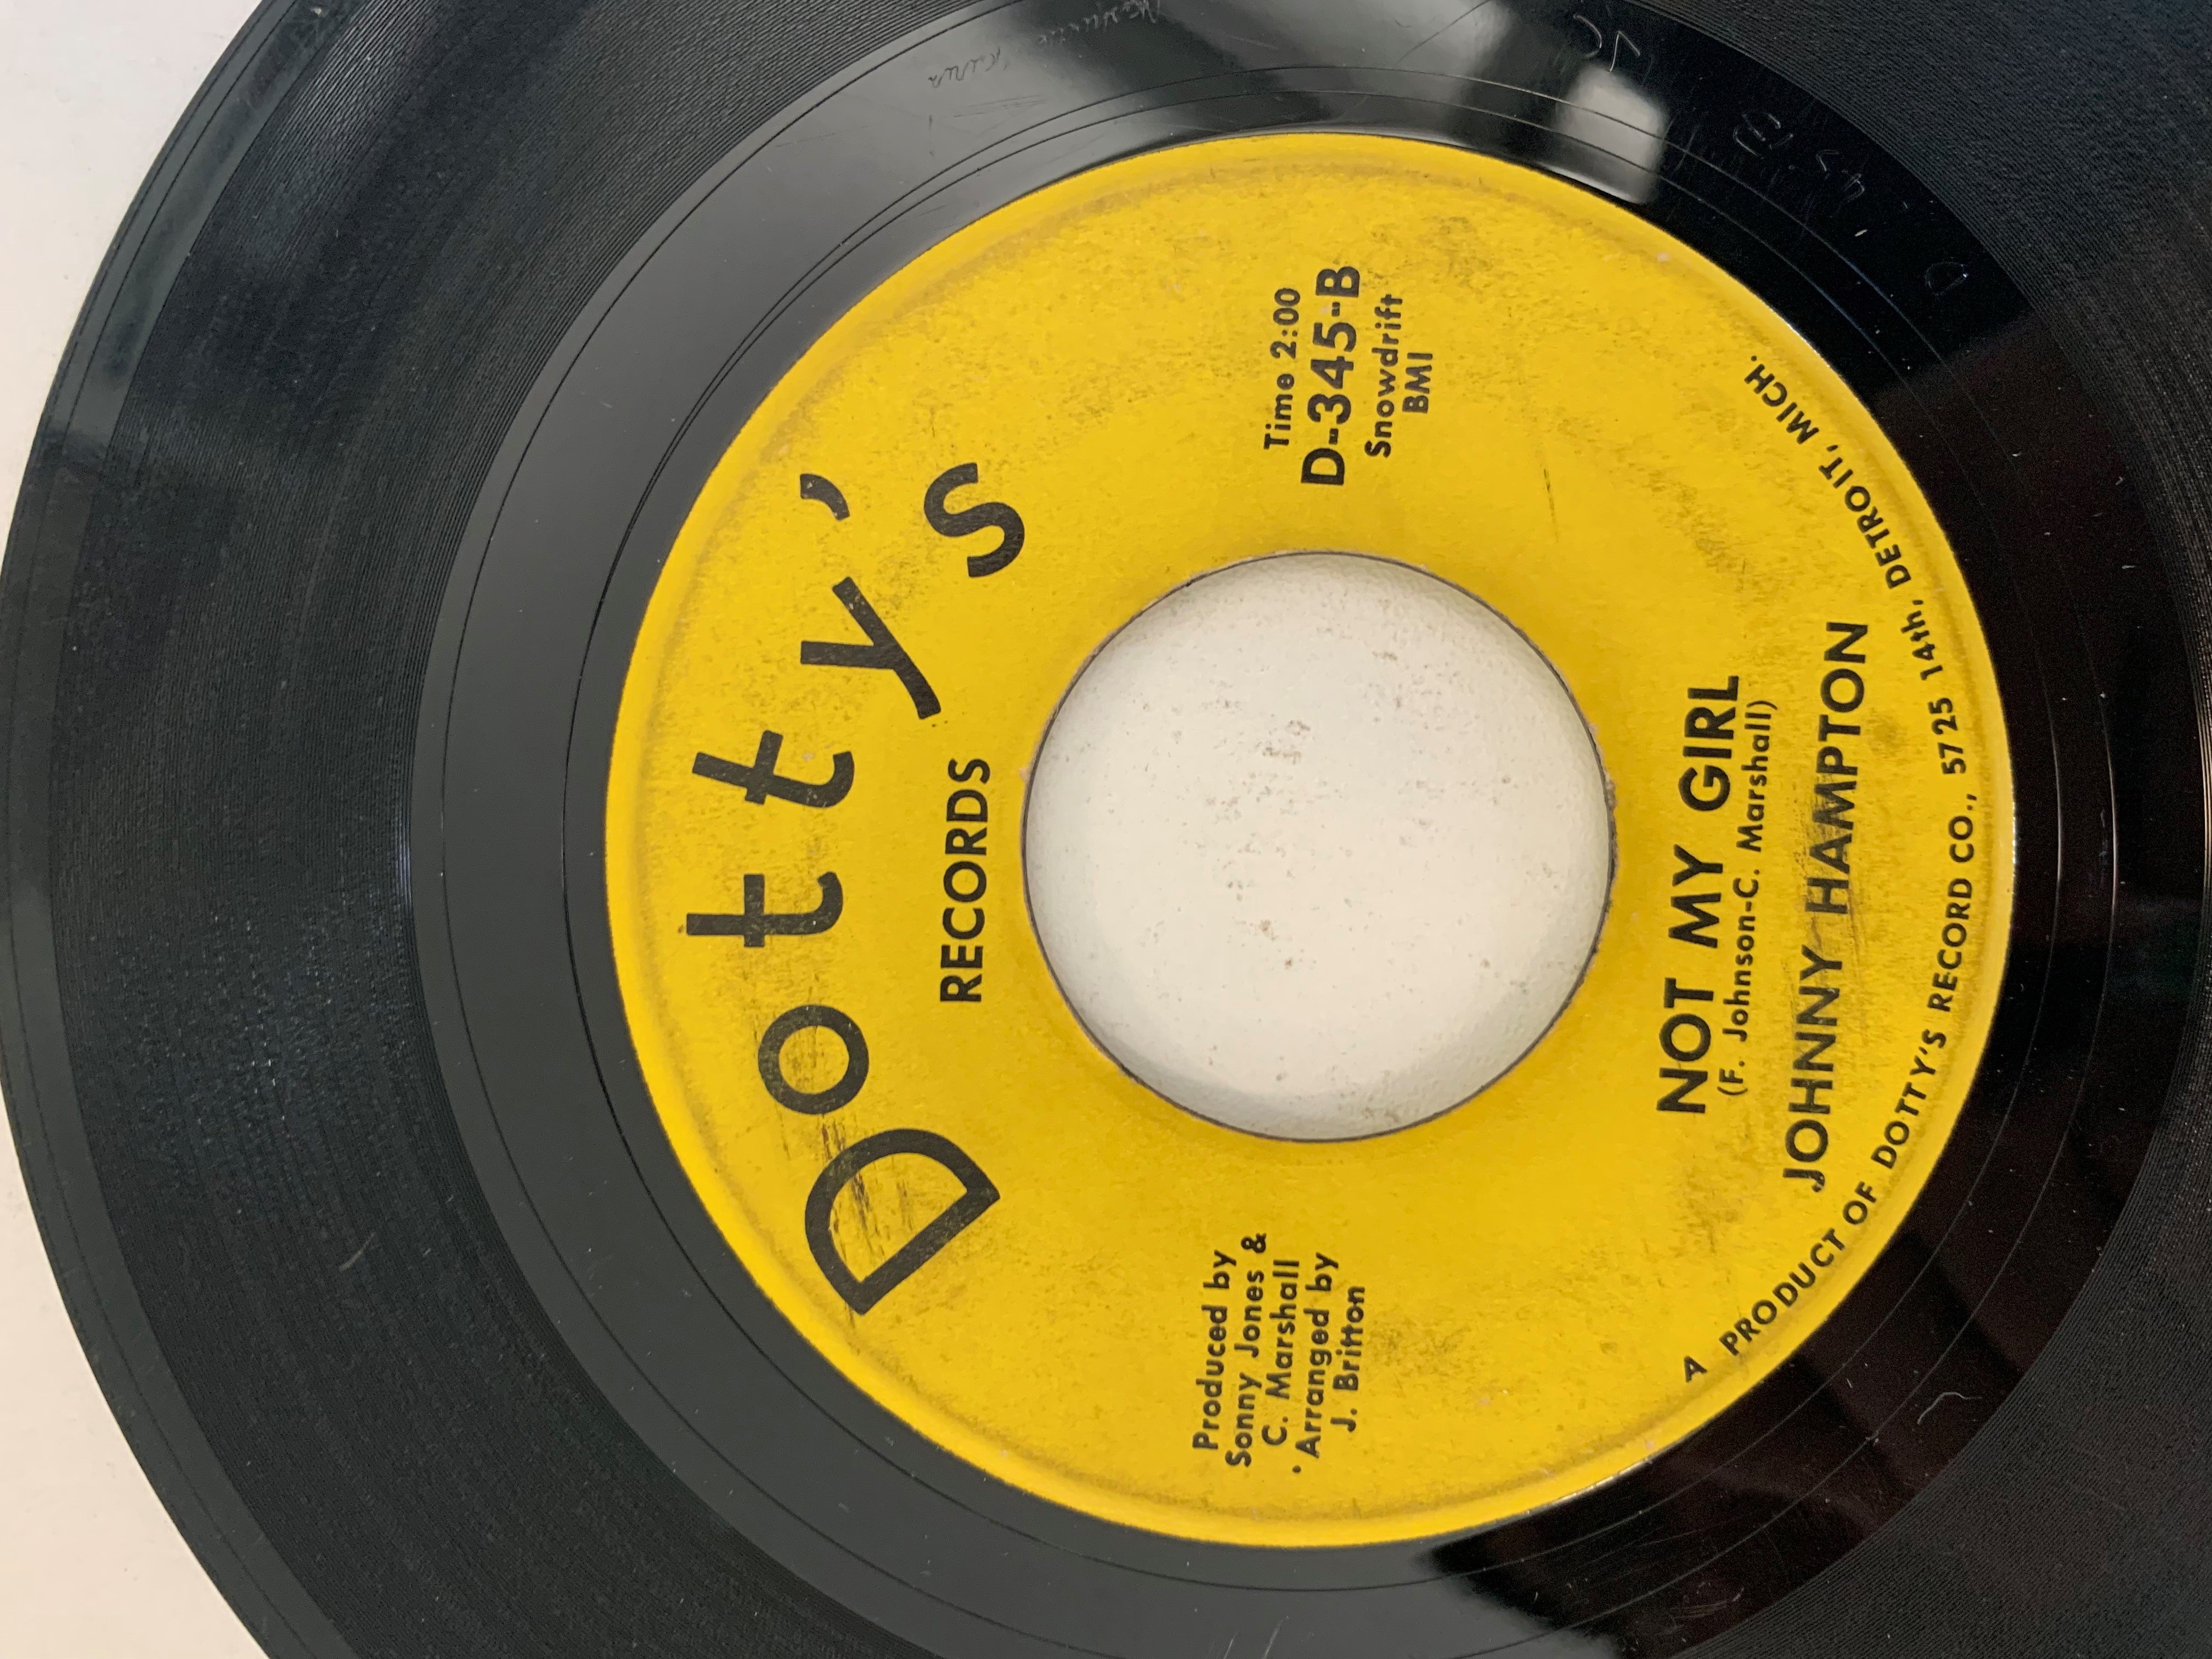 Dotty's
RECORDS
Produced by
Sonny Jones &
C. Marshall
Arranged by
J. Britton
Time 2:00
D-345-B
Snowdrift
BMI
NOT MY GIRL
(F. Johnson-C. Marshall)
JOHNNY HAMPTON
A PRODUCT OF DOTTY'S RECORD CO., 5725 14th, DETROIT, MICH.